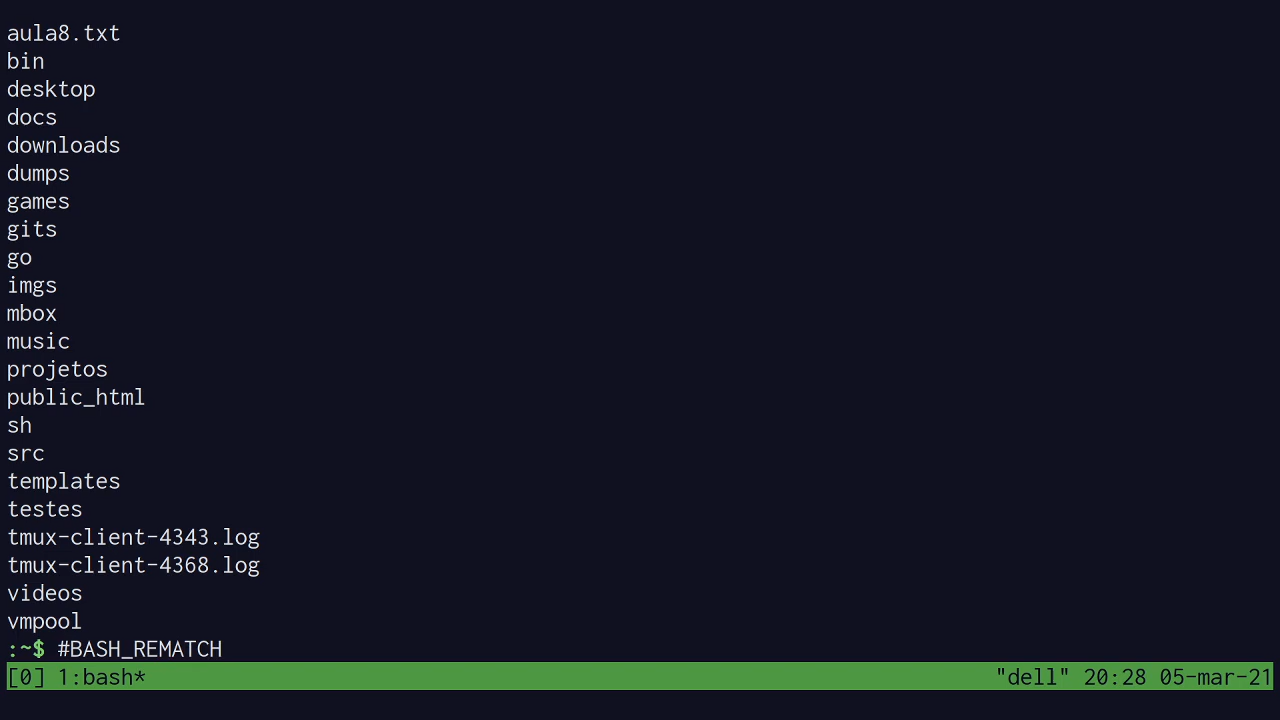 aula8.txt
bin
desktop
docs
downloads
dumps
games
gits
go
imgs
mbox
music
projetos
public_html
sh
src
templates
testes
tmux-client-4343.log
tmux-client-4368.log
videos
vmpool
:~$ #BASH_REMATCH
[0] 1:bash* "dell" 20:28 05-mar-21